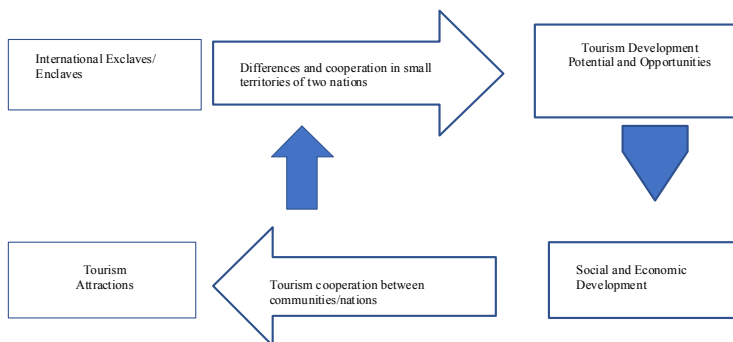 International Exclaves/
Enclaves
Differences and cooperation in small
territories of two nations
Tourism Development
Potential and Opportunities
Tourism
Attractions
Tourism cooperation between
communities/nations
Social and Economic
Development